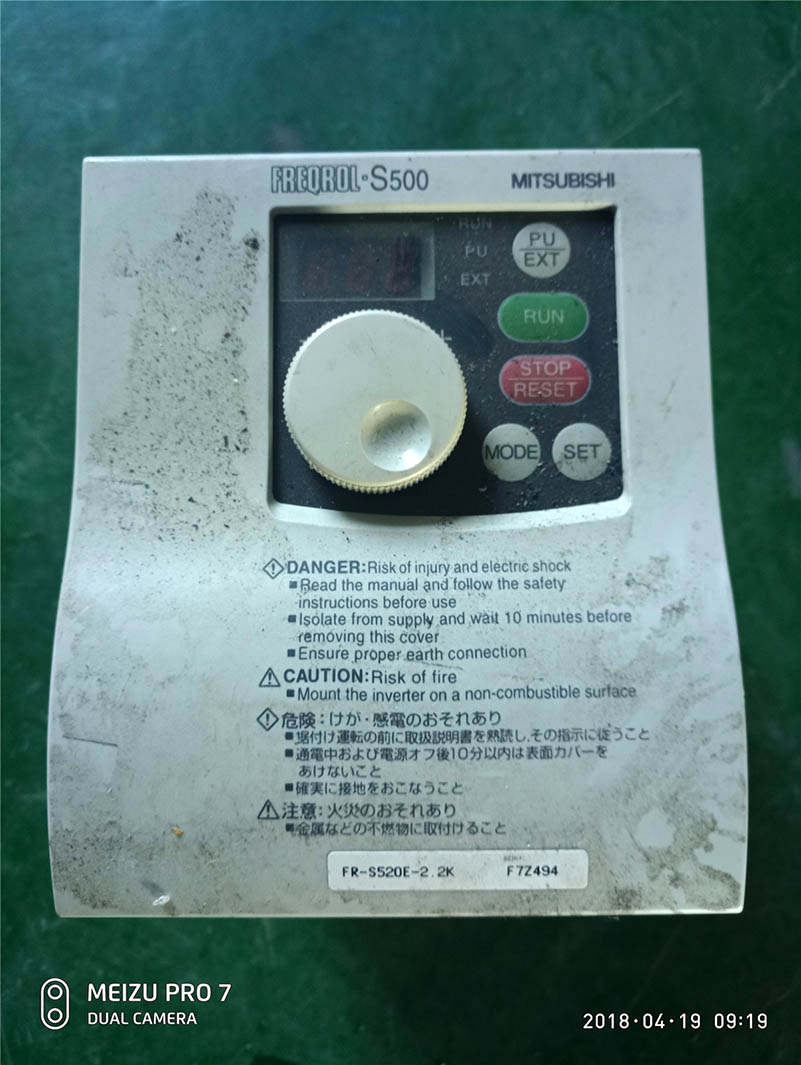 FREQROL-S500 MITSUBISHI
RUN
PU
EXT
PU
EXT
RUN
STOP
RESET
MODE SET
DANGER:Risk of injury and electric shock
■Read the manual and follow the safety
instructions before use
■Isolate from supply and wait 10 minutes before
removing this cover
■Ensure proper earth connection
CAUTION:Risk of fire
■Mount the inverter on a non-combustible surface
危険：けが・感電のおそれあり
■据付け運転の前に取扱説明書を熟読し,その指示に従うこと
■通電中および電源オフ後10分以内は表面カバーを
あけないこと
■確実に接地をおこなうこと
注意：火災のおそれあり
■金属などの不燃物に取付けること
SERIAL
FR-S520E-2.2K F7Z494
MEIZU PRO 7
DUAL CAMERA
2018·04·19 09:19